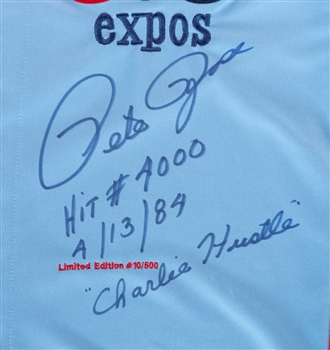 expos
Pete Rose
Hit # 4000
4/13/84
Limited Edition #10/500
"Charlie Hustle"